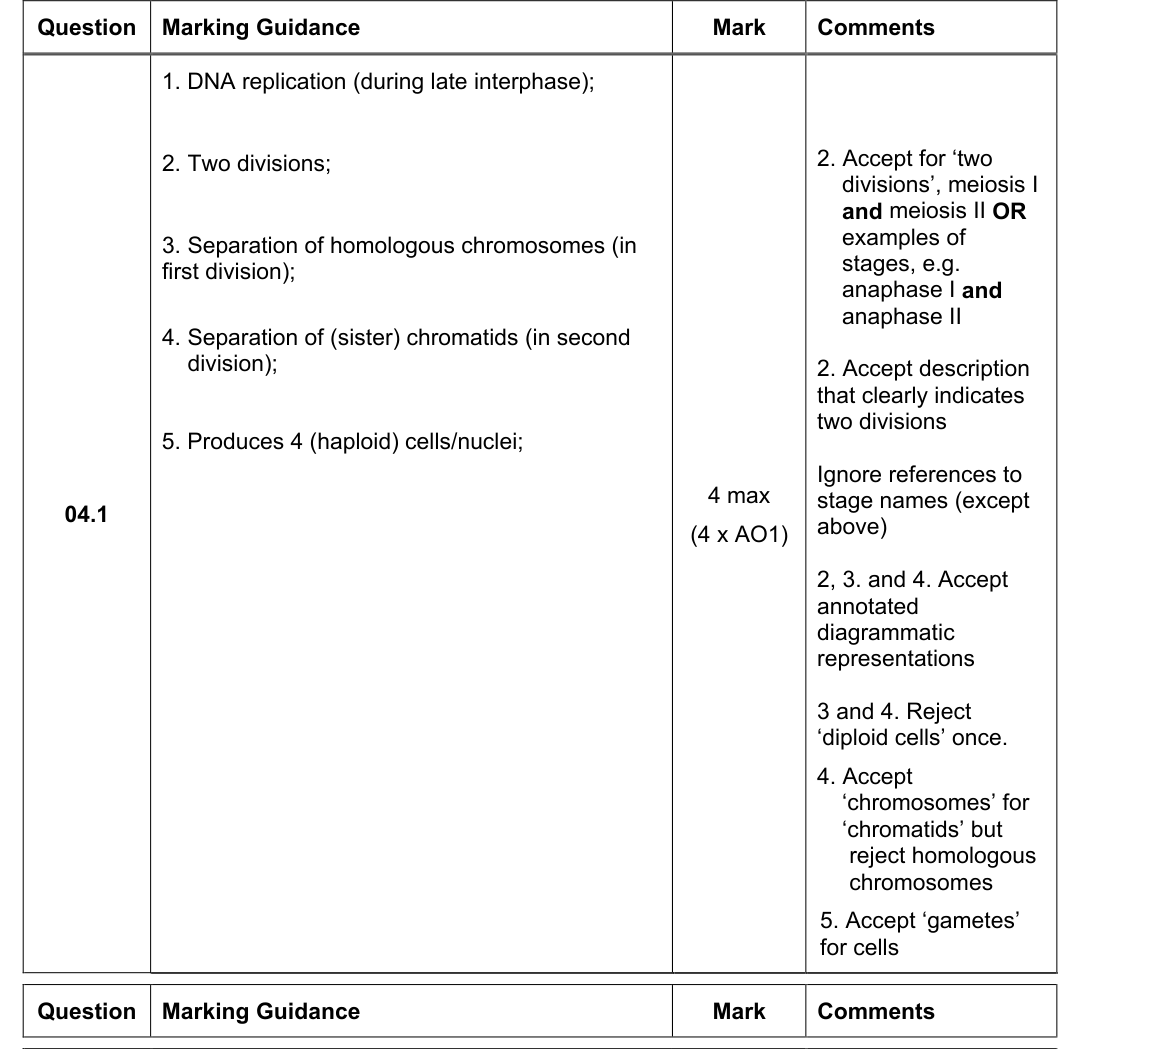 Question Marking Guidance Mark Comments
1. DNA replication (during late interphase);
2. Two divisions;
3. Separation of homologous chromosomes (in
first division);
4. Separation of (sister) chromatids (in second
division);
5. Produces 4 (haploid) cells/nuclei;
04.1
4 max
(4 x AO1)
2. Accept for ‘two
divisions’, meiosis I
and meiosis II OR
examples of
stages, e.g.
anaphase I and
anaphase II
2. Accept description
that clearly indicates
two divisions
Ignore references to
stage names (except
above)
2, 3. and 4. Accept
annotated
diagrammatic
representations
3 and 4. Reject
‘diploid cells’ once.
4. Accept
‘chromosomes’ for
‘chromatids’ but
reject homologous
chromosomes
5. Accept ‘gametes’
for cells
Question Marking Guidance Mark Comments